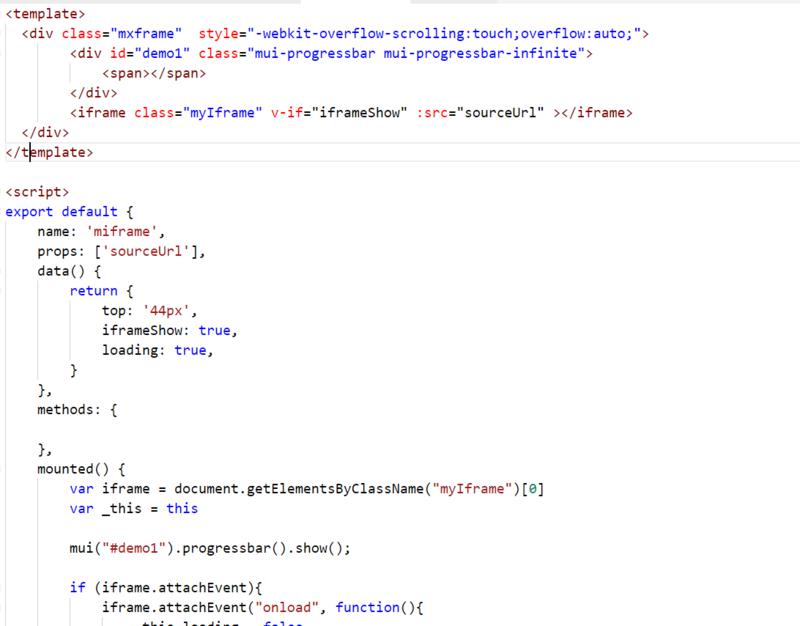 <template>
  <div class="mxframe"  style="-webkit-overflow-scrolling:touch;overflow:auto;">
        <div id="demo1" class="mui-progressbar mui-progressbar-infinite">
            <span></span>
        </div>
        <iframe class="myIframe" v-if="iframeShow" :src="sourceUrl" ></iframe>
  </div>
</template>

<script>
export default {
    name: 'miframe',
    props: ['sourceUrl'],
    data() {
        return {
            top: '44px',
            iframeShow: true,
            loading: true,
        }
    },
    methods: {

    },
    mounted() {
        var iframe = document.getElementsByClassName("myIframe")[0]
        var _this = this

        mui("#demo1").progressbar().show();

        if (iframe.attachEvent){
            iframe.attachEvent("onload", function(){